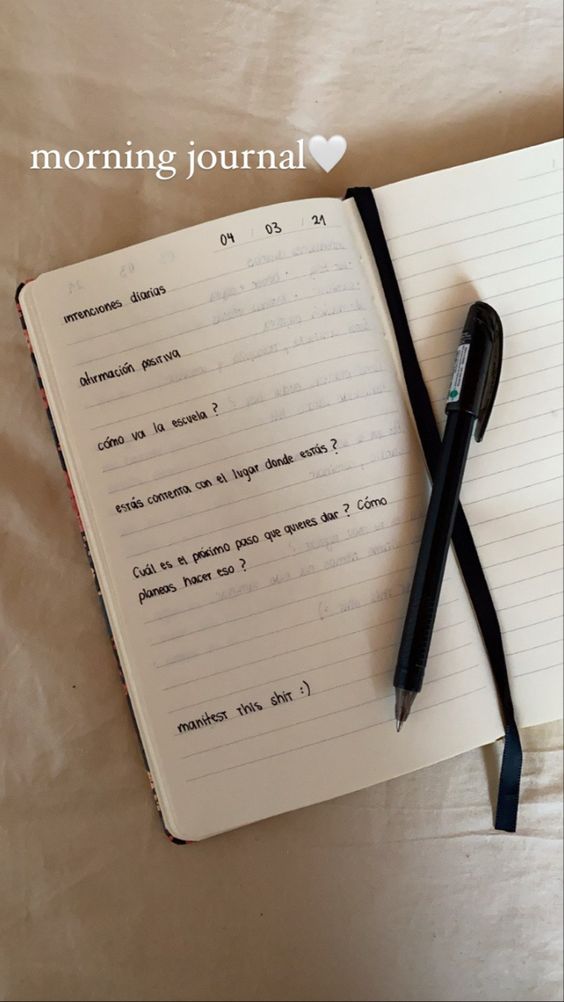 morning journal🤍
04 / 03 / 21
intenciones diarias
afirmación positiva
cómo va la escuela ?
estás contenta con el lugar donde estás ?
Cuál es el próximo paso que quieres dar ? Cómo
planeas hacer eso ?
manifest this shit :)